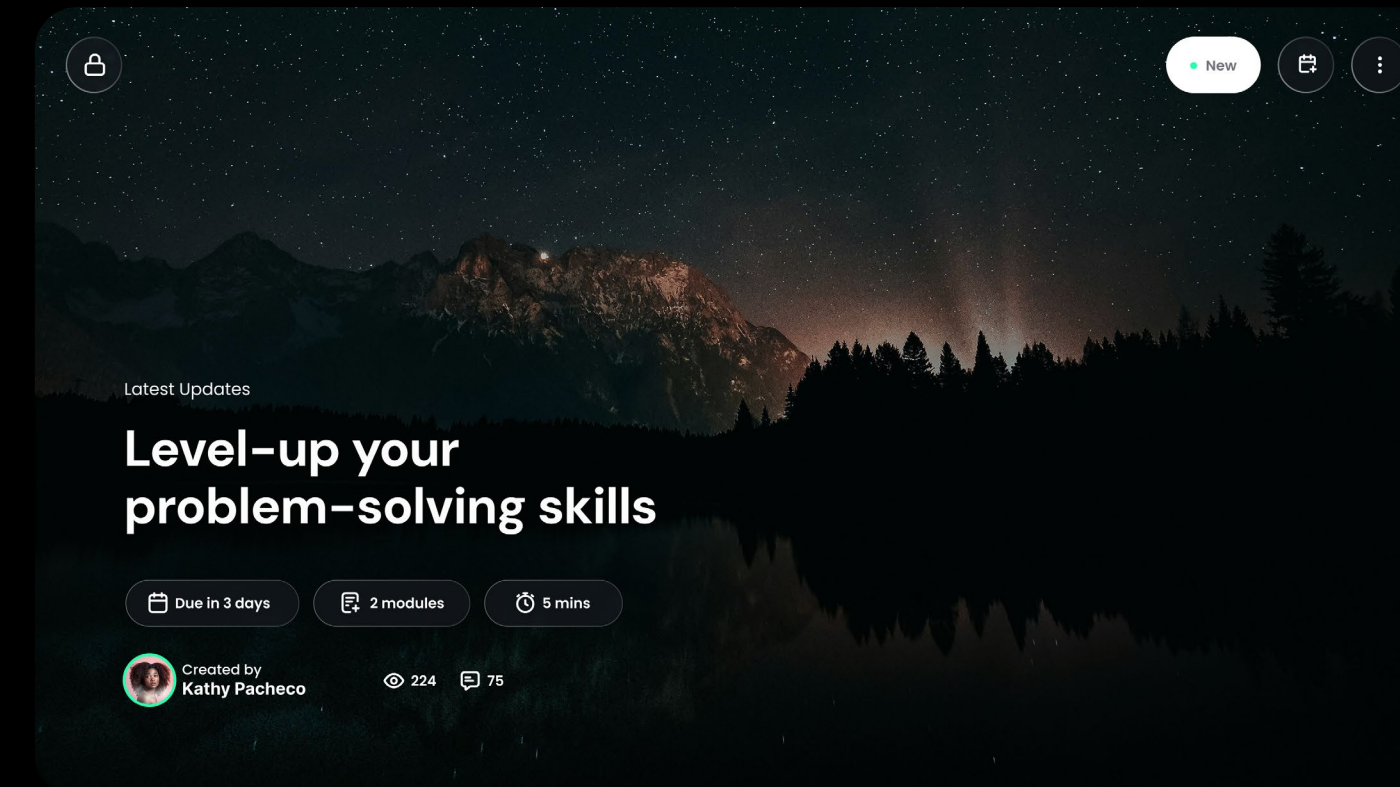 New
Latest Updates
Level-up your
problem-solving skills
Due in 3 days
2 modules
5 mins
Created by
Kathy Pacheco
224
75